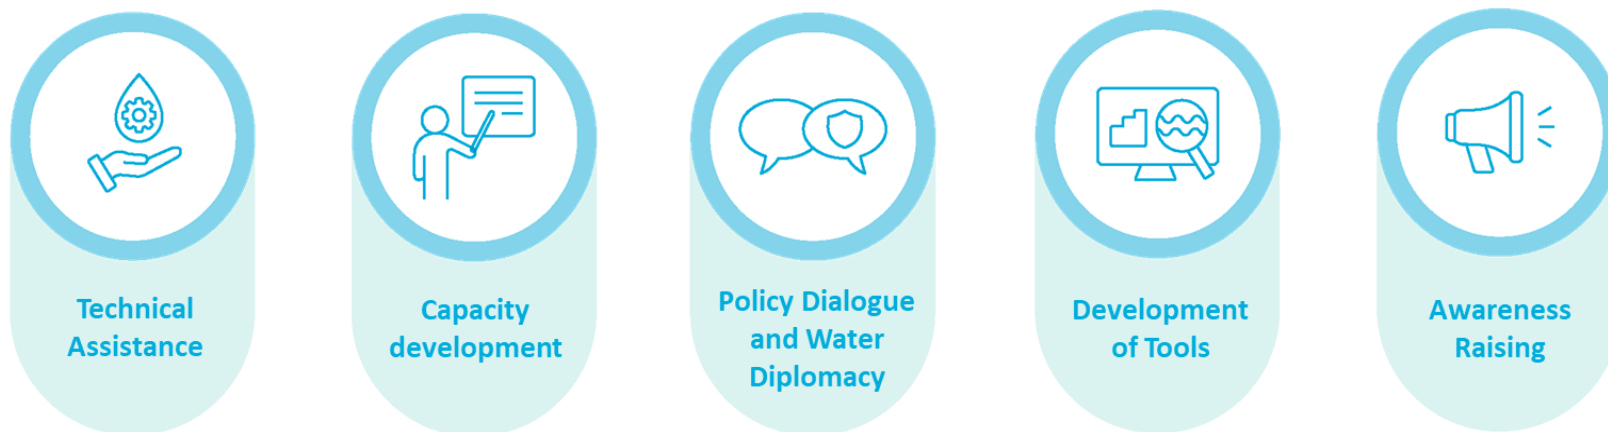 Technical
Assistance
Capacity
development
Policy Dialogue
and Water
Diplomacy
Development
of Tools
Awareness
Raising